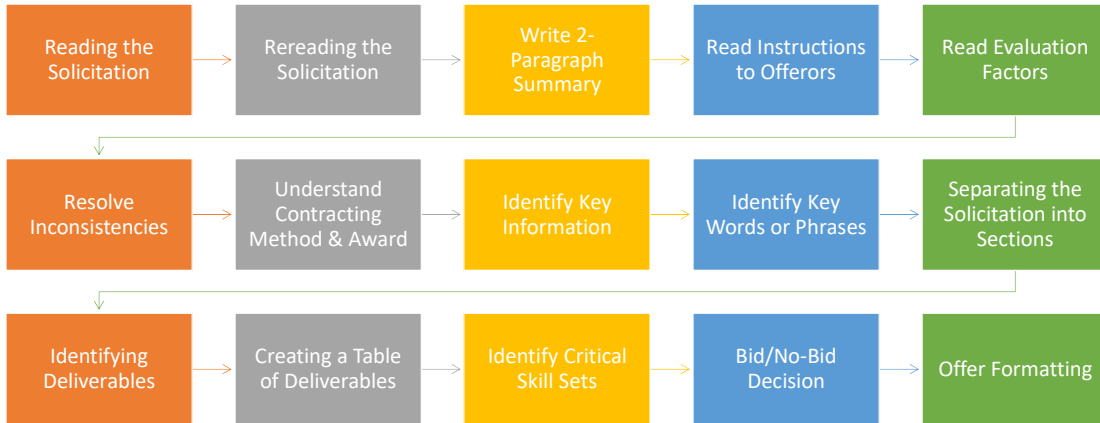 Reading the
Solicitation
Rereading the
Solicitation
Write 2-
Paragraph
Summary
Read Instructions
to Offerors
Read Evaluation
Factors
Resolve
Inconsistencies
Understand
Contracting
Method & Award
Identify Key
Information
Identify Key
Words or Phrases
Separating the
Solicitation into
Sections
Identifying
Deliverables
Creating a Table
of Deliverables
Identify Critical
Skill Sets
Bid/No-Bid
Decision
Offer Formatting